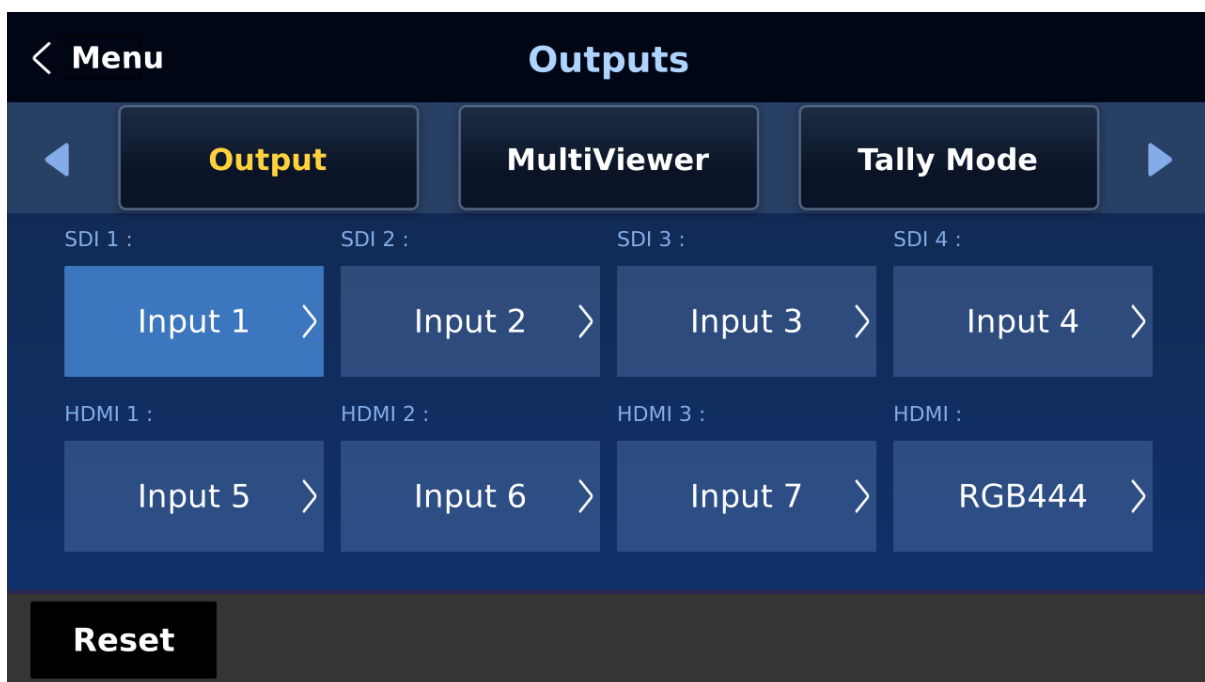 Menu
Outputs
Output
MultiViewer
Tally Mode
SDI 1 :
SDI 2 :
SDI 3 :
SDI 4 :
Input 1
Input 2
Input 3
Input 4
HDMI 1 :
HDMI 2 :
HDMI 3 :
HDMI :
Input 5
Input 6
Input 7
RGB444
Reset